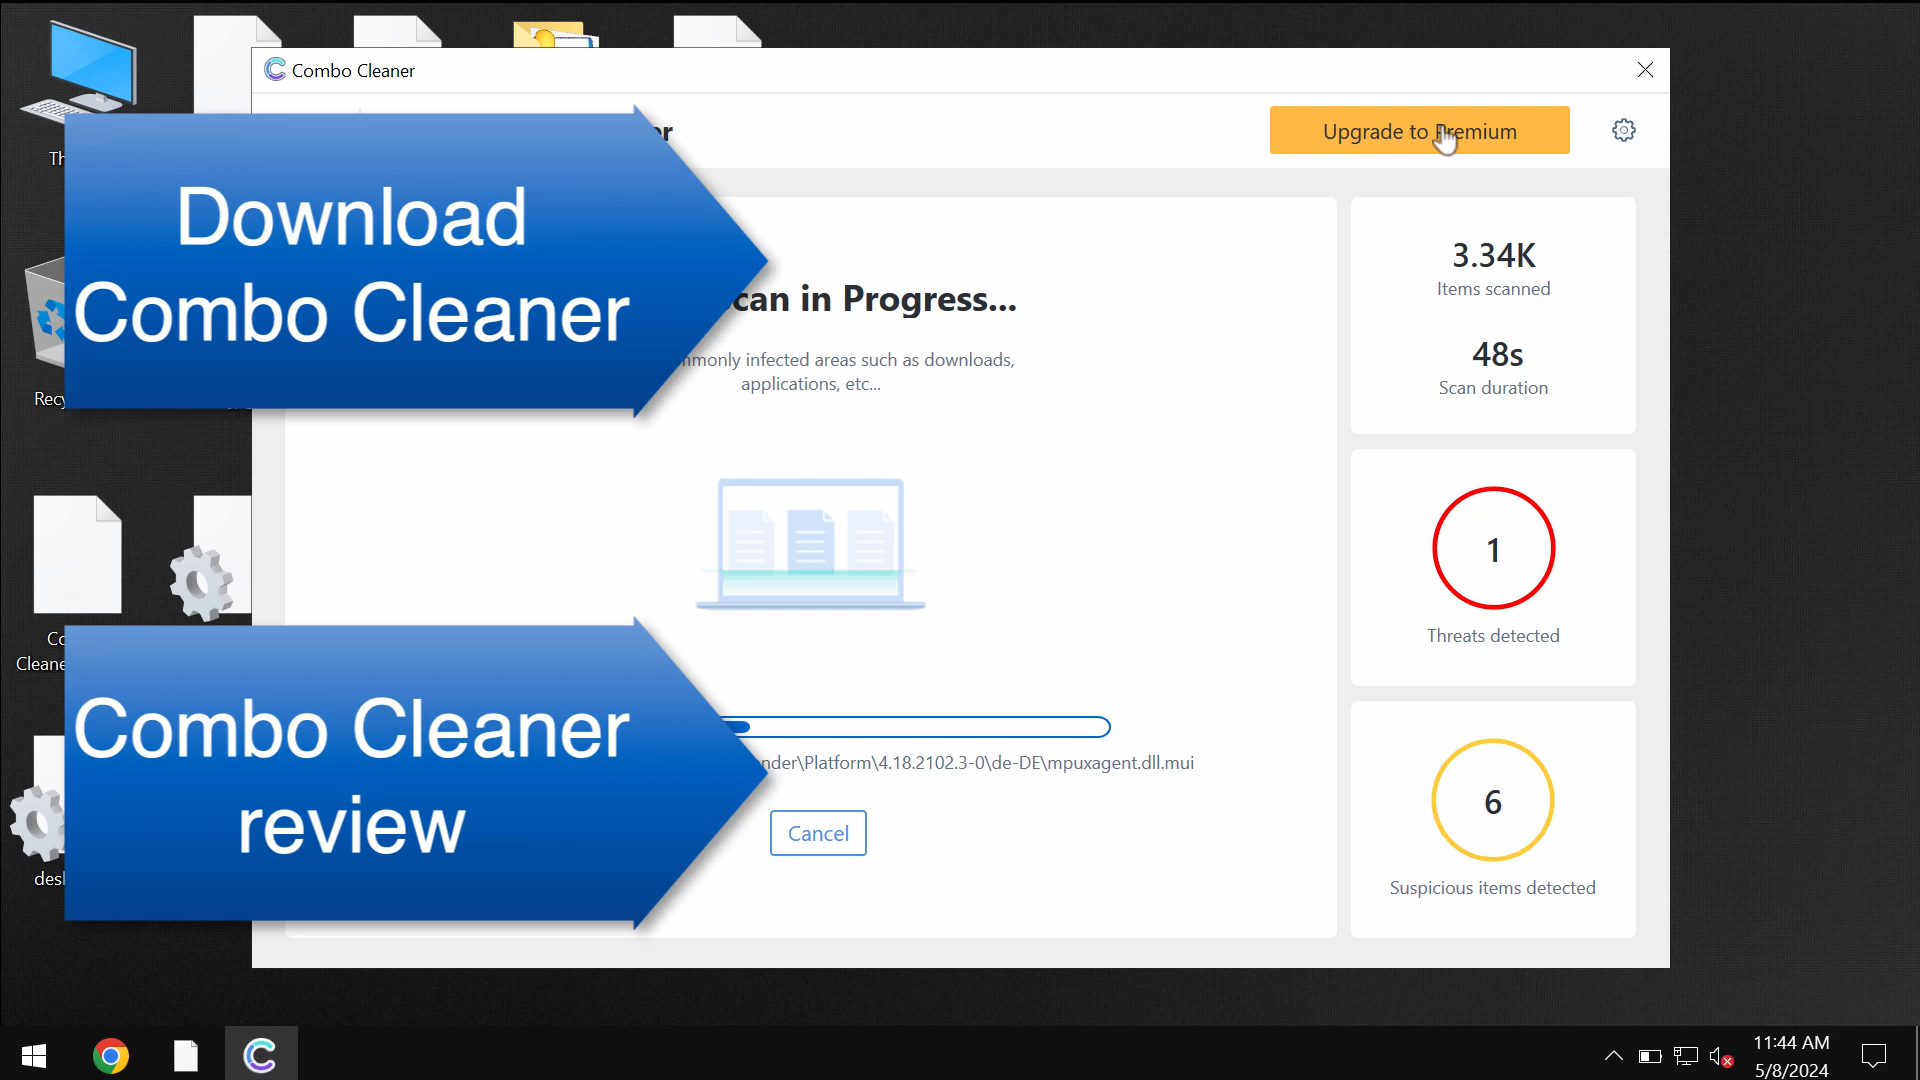 Combo Cleaner
Upgrade to Premium
Download
Combo Cleaner
can in Progress...
applications, etc...
infected areas such as downloads,
3.34K
Items scanned
48s
Scan duration
1
Threats detected
Combo Cleaner
review
\Platform\4.18.2102.3-0\de-DE\mpuxagent.dll.mui
Cancel
6
Suspicious items detected
11:44 AM
5/8/2024